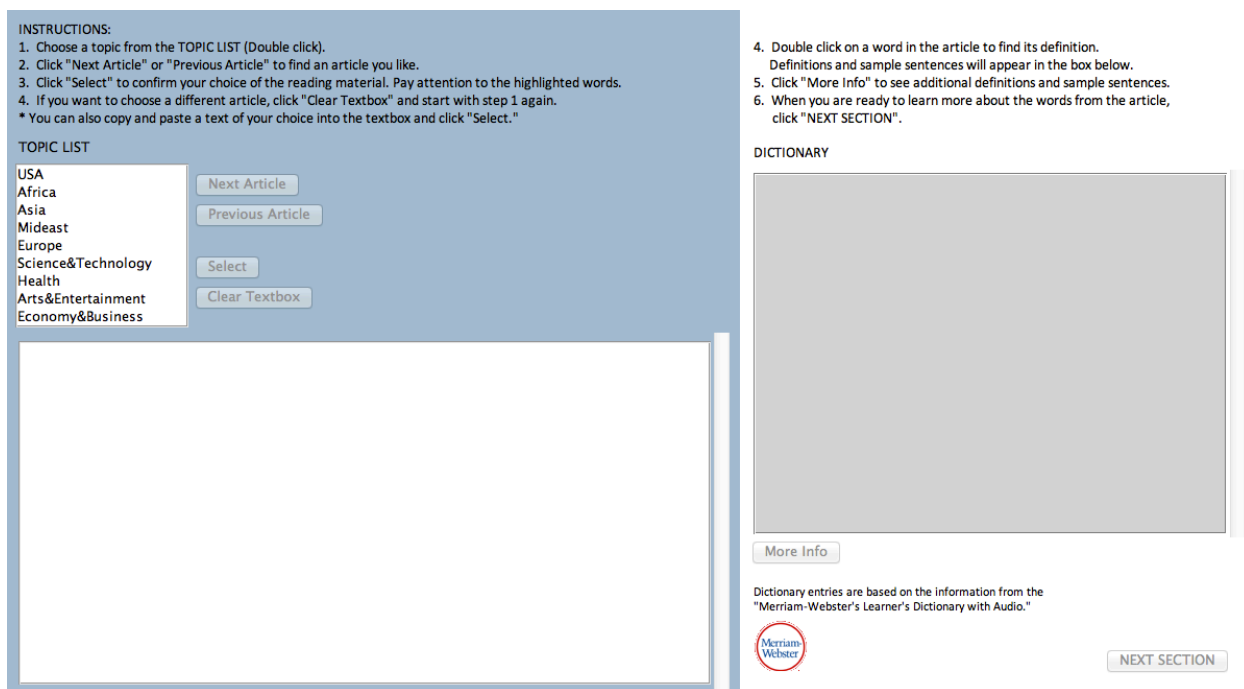 INSTRUCTIONS:
1. Choose a topic from the TOPIC LIST (Double click).
2. Click "Next Article" or "Previous Article" to find an article you like.
3. Click "Select" to confirm your choice of the reading material. Pay attention to the highlighted words.
4. If you want to choose a different article, click "Clear Textbox" and start with step 1 again.
* You can also copy and paste a text of your choice into the textbox and click "Select."
TOPIC LIST
USA
Africa
Asia
Mideast
Europe
Science&Technology
Health
Arts&Entertainment
Economy&Business
Next Article
Previous Article
Select
Clear Textbox
4. Double click on a word in the article to find its definition.
Definitions and sample sentences will appear in the box below.
5. Click "More Info" to see additional definitions and sample sentences.
6. When you are ready to learn more about the words from the article,
click "NEXT SECTION".
DICTIONARY
More Info
Dictionary entries are based on the information from the
"Merriam-Webster's Learner's Dictionary with Audio."
Merriam-
Webster
NEXT SECTION